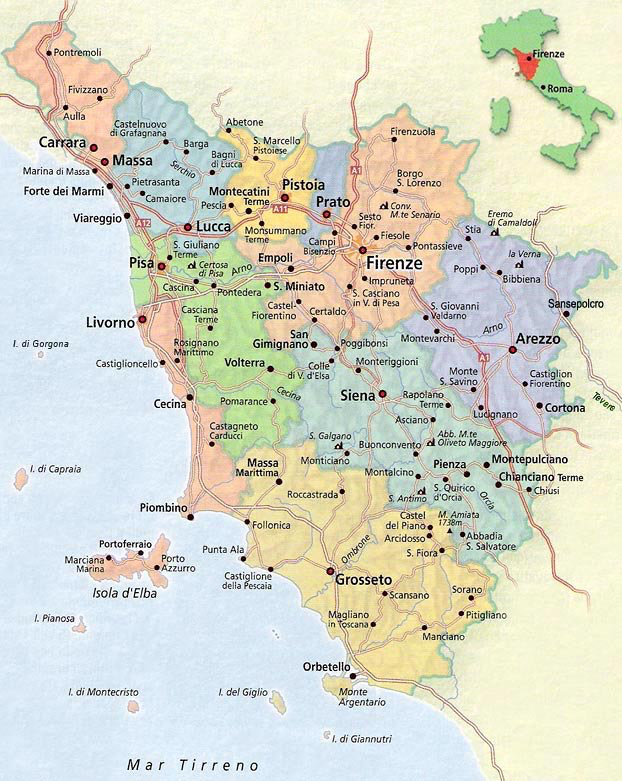 Pontremoli
Fivizzano
Aulla
Firenze
Roma
Carrara
Massa
Marina di Massa
Forte dei Marmi
Castelnuovo
di Grafagnana
Barga
Serchio
Bagni
di Lucca
Abetone
S. Marcello
Pistoiese
Firenzuola
Borgo
S. Lorenzo
Pietrasanta
Camaiore
Viareggio
A12
Lucca
Montecatini
Terme
Pescia
Pistoia
A11
Prato
A1
Monsummano
Terme
Conv.
M.te Senario
Sesto
Fior.
Fiesole
Campi
Bisenzio
Firenze
Pontassieve
Eremo
di Camaldoli
Stia
la Verna
Poppi
Bibbiena
Sansepolcro
Pisa
S. Giuliano
Terme
Certosa
di Pisa
Arno
Cascina
Pontedera
Empoli
S. Miniato
Impruneta
S. Casciano
in V. di Pesa
Castel-
Fiorentino
Certaldo
S. Giovanni
Valdarno
Montevarchi
Arno
Arezzo
Livorno
Casciana
Terme
Rosignano
Marittimo
Castiglioncello
San
Gimignano
Poggibonsi
Colle
di V. d'Elsa
Monteriggioni
A1
Monte
S. Savino
Castiglion
Fiorentino
Tevere
I. di Gorgona
Volterra
Cecina
Pomarance
Cecina
Siena
Rapolano
Terme
Lucignano
Cortona
Asciano
Castagneto
Carducci
S. Galgano
Monticiano
Buonconvento
Abb. M.te
Oliveto Maggiore
Montepulciano
Pienza
Chianciano Terme
Chiusi
Massa
Marittima
Montalcino
S. Antimo
S. Quirico
d'Orcia
Orcia
I. di Capraia
Roccastrada
Piombino
Follonica
Castel
del Piano
M. Amiata
1738m
Arcidosso
Abbadia
S. Salvatore
S. Fiora
Ombrone
Portoferraio
Marciana
Marina
Porto
Azzurro
Isola d'Elba
Punta Ala
Castiglione
della Pescaia
Grosseto
Scansano
Sorano
Pitigliano
Magliano
in Toscana
Manciano
I. Pianosa
Orbetello
Monte
Argentario
I. di Montecristo
I. del Giglio
I. di Giannutri
Mar Tirreno